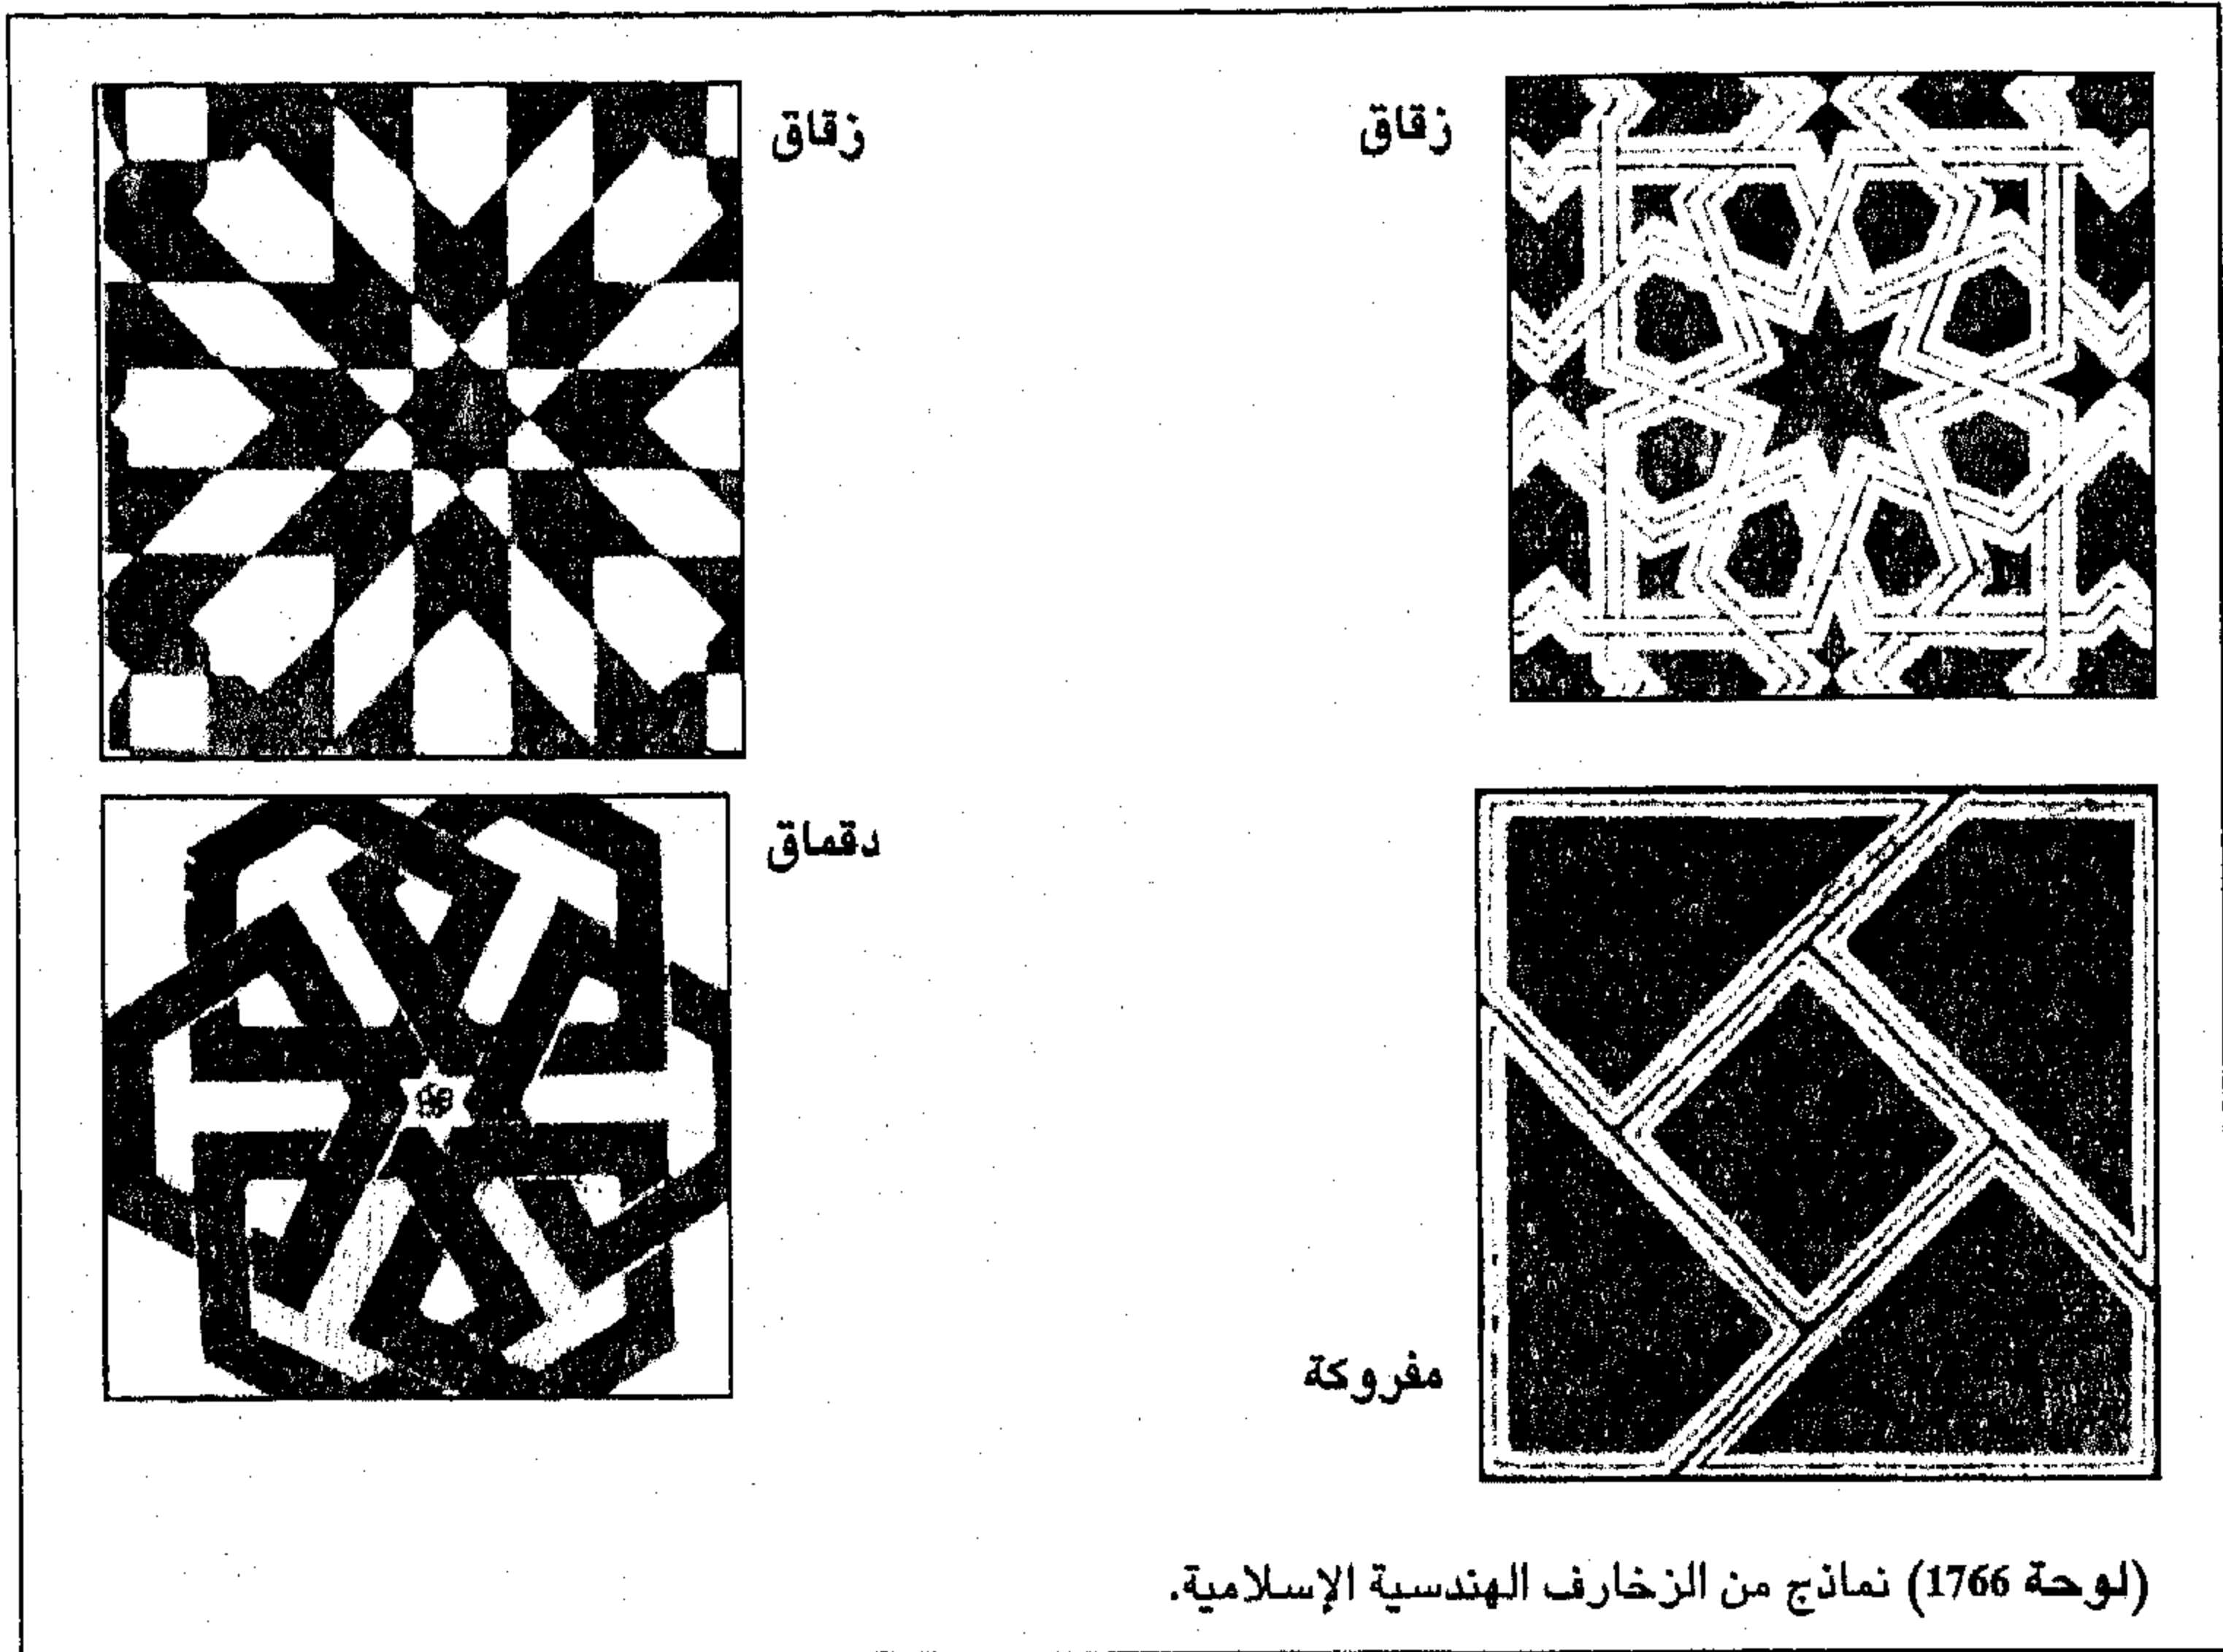 زقاق
زقاق
دقماق
مفروكة
(لوحة 1766) نماذج من الزخارف الهندسية الإسلامية.